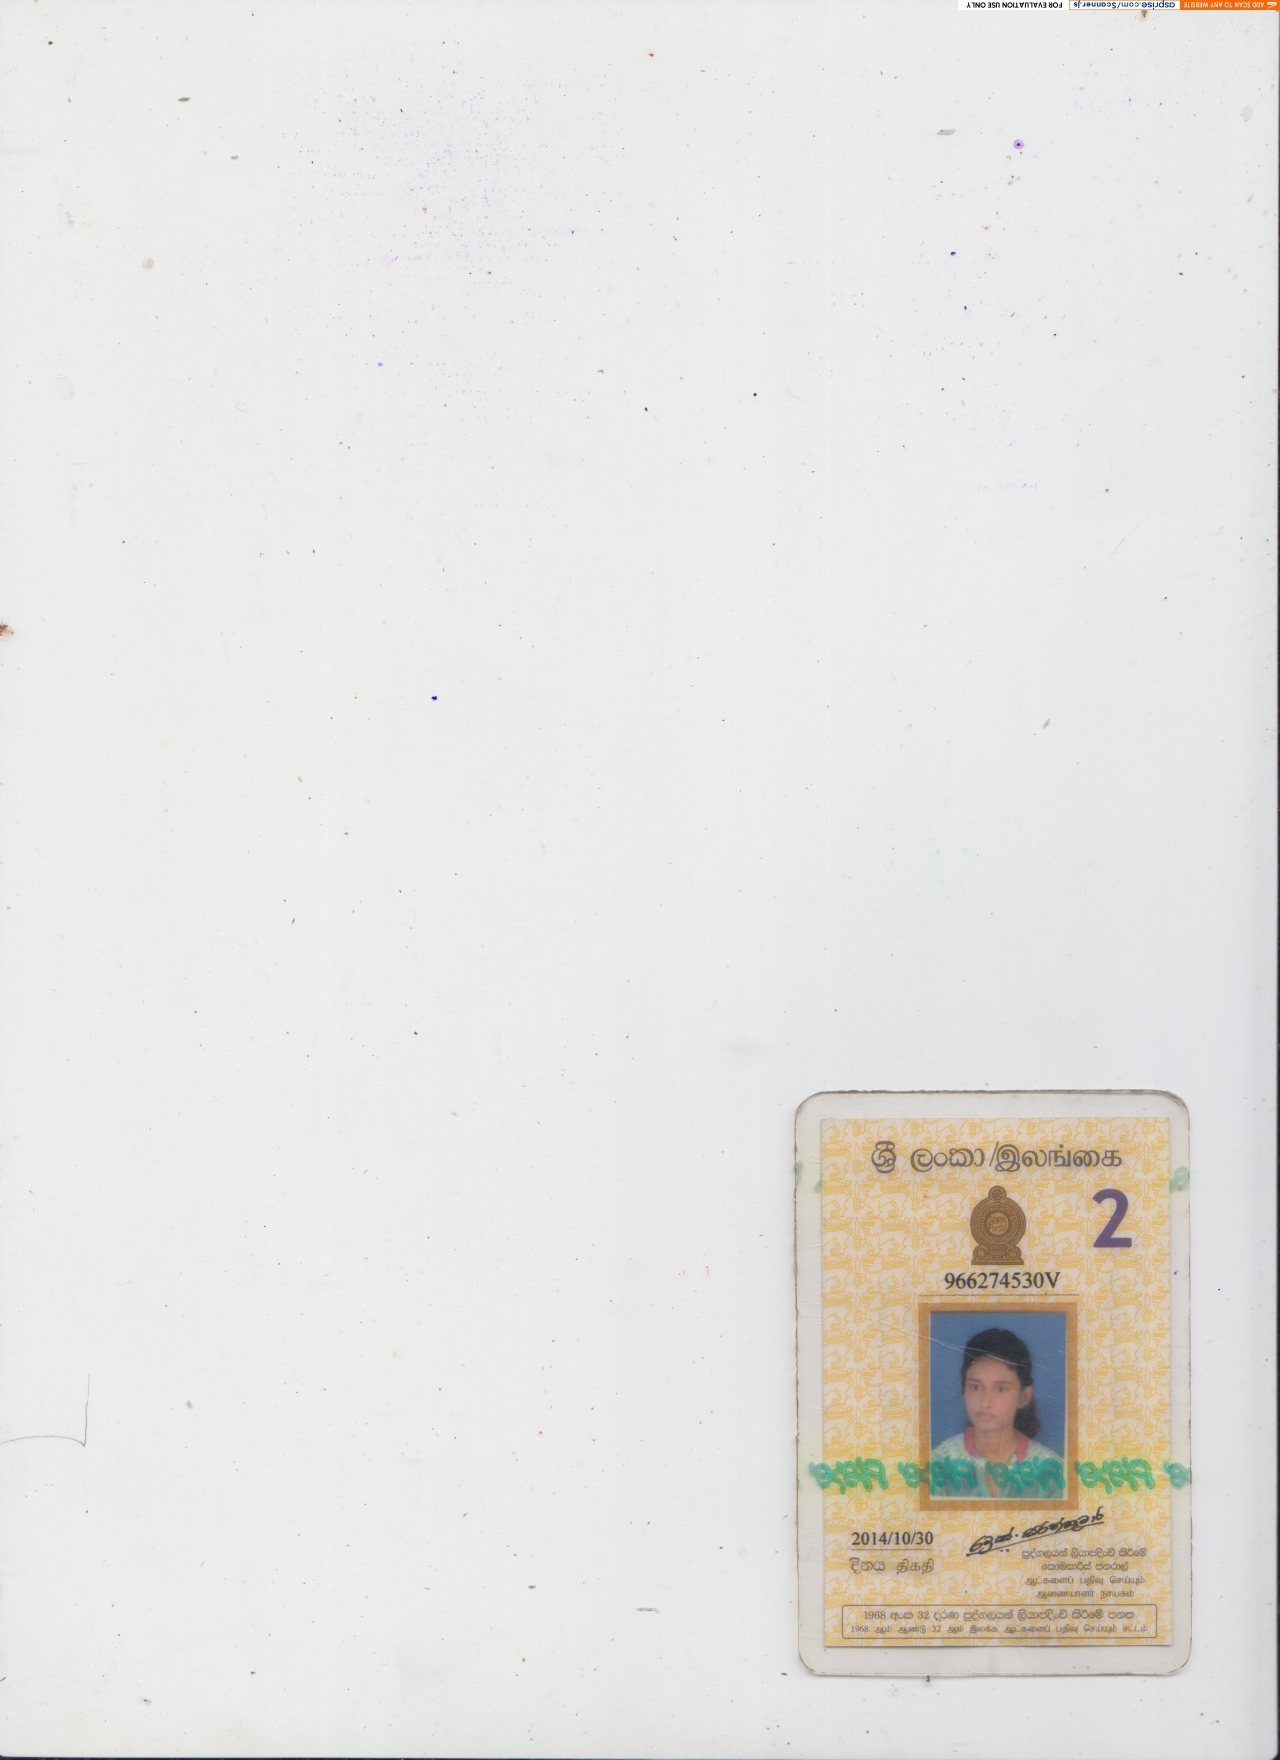 ADD SCAN TO ANY WEBSITE asprise.com/Scanner.js FOR EVALUATION USE ONLY
ශ්‍රී ලංකා/இலங்கை
2
966274530V
2014/10/30
දිනය திகதி
පුද්ගලයන් ලියාපදිංචි කිරීමේ
කොමසාරිස් ජනරාල්
ஆட்களைப் பதிவு செய்யும்
ஆணையாளர் நாயகம்
1968 අංක 32 දරණ පුද්ගලයන් ලියාපදිංචි කිරීමේ පනත
1968 ஆம் ஆண்டு 32 ஆம் இலக்க ஆட்களைப் பதிவு செய்யும் சட்டம்